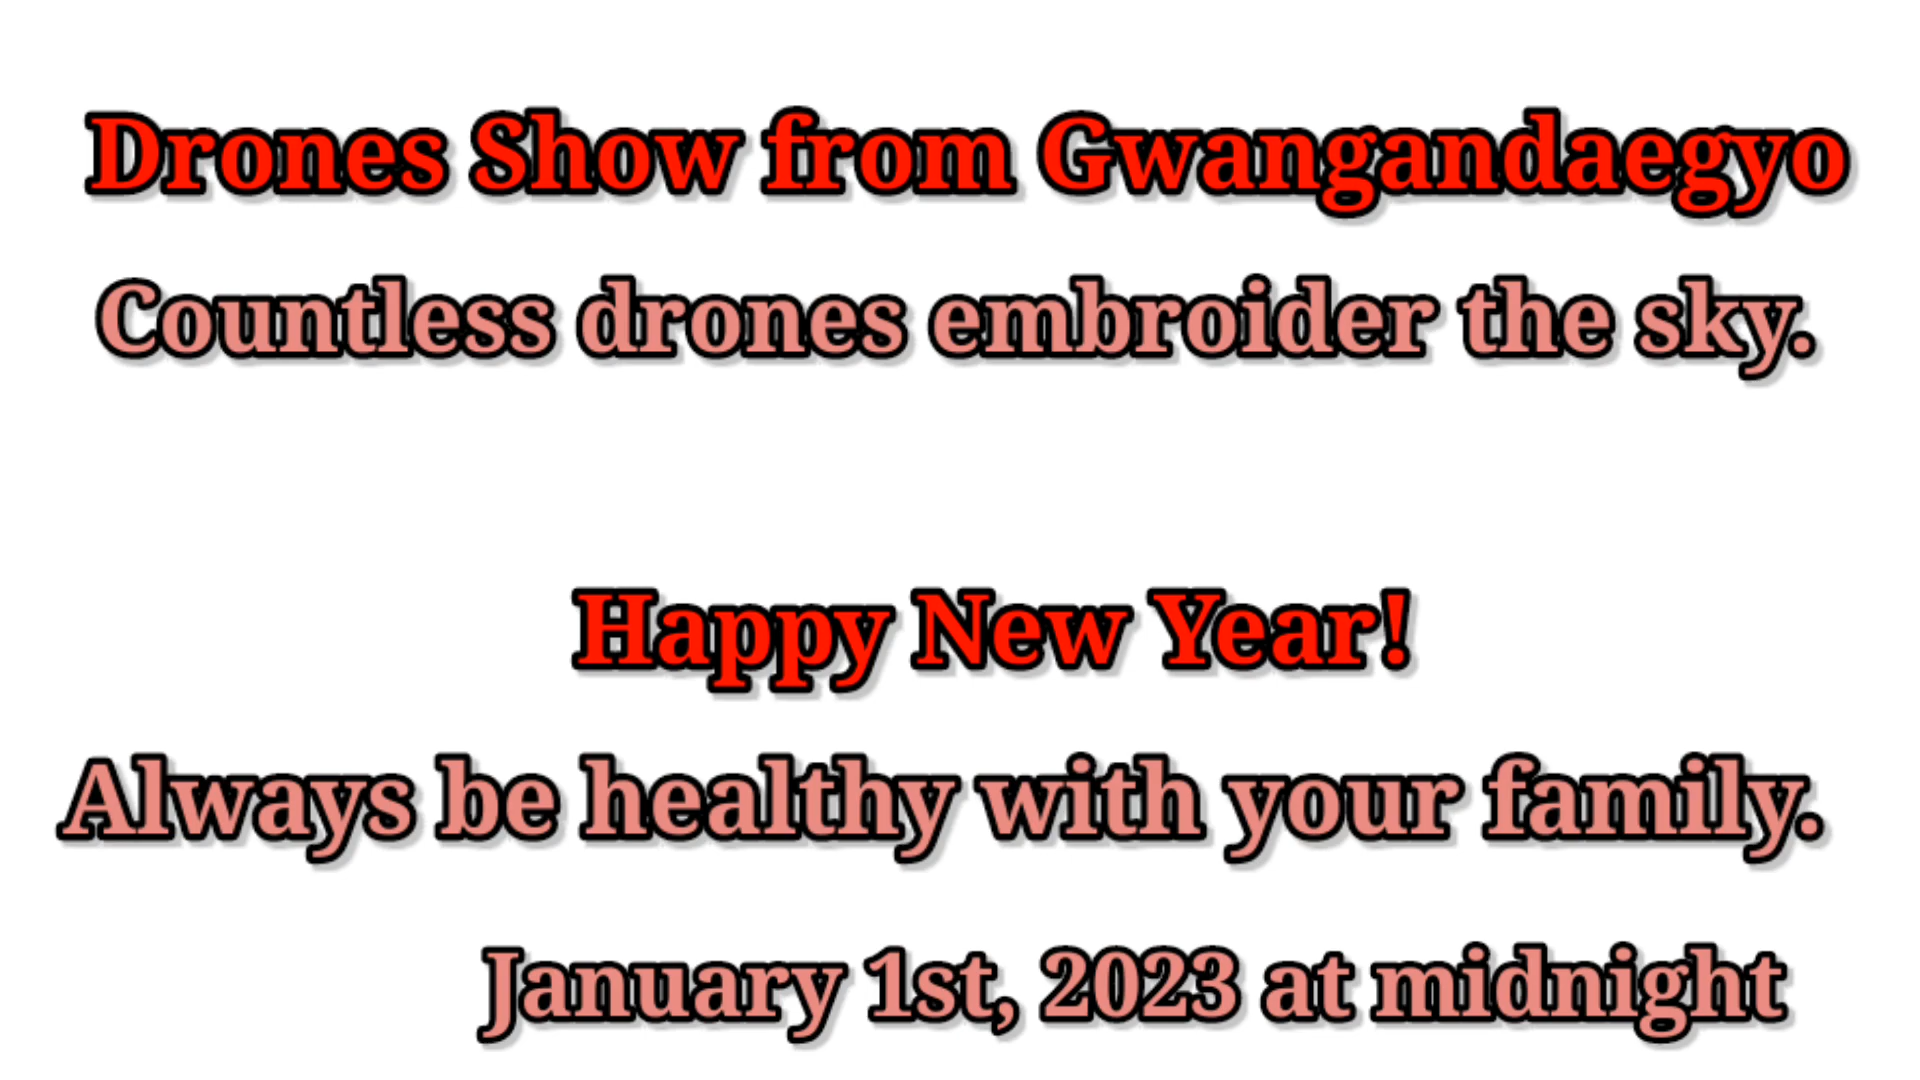 Drones Show from Gwangandaegyo
Countless drones embroider the sky.
Happy New Year!
Always be healthy with your family.
January 1st, 2023 at midnight